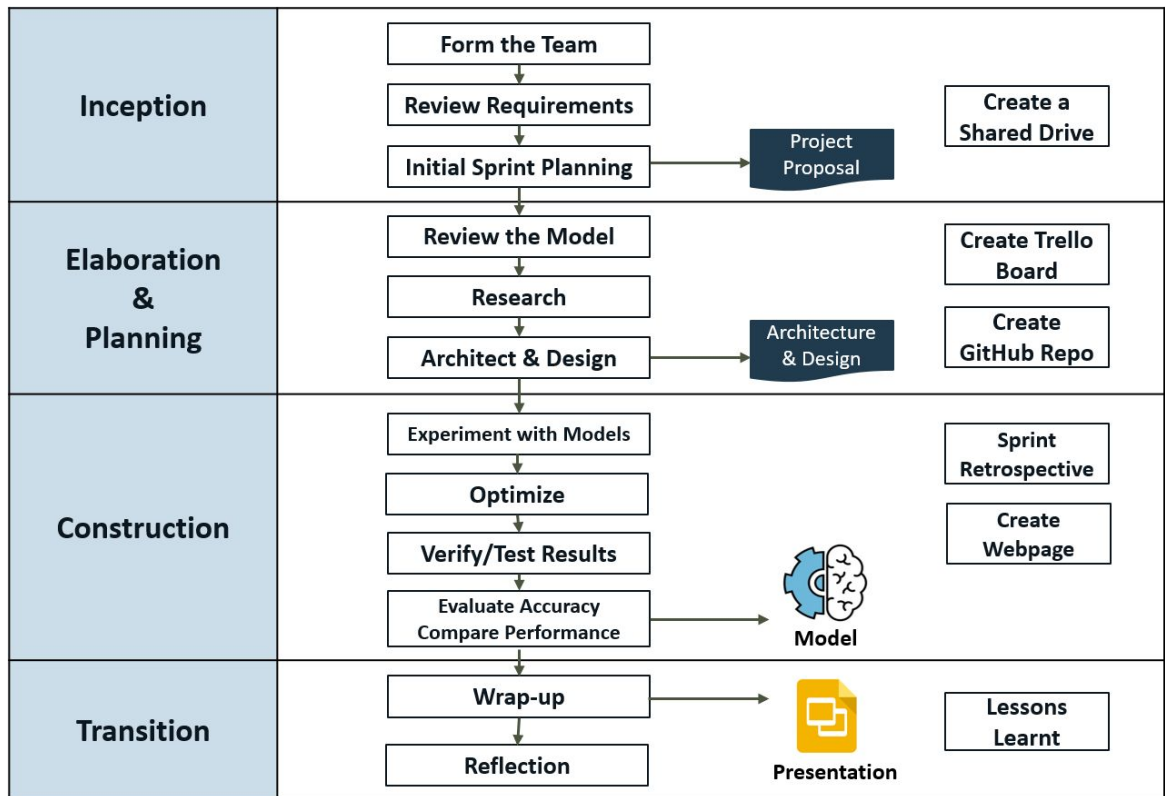 Inception
Form the Team
Review Requirements
Initial Sprint Planning
Project
Proposal
Create a
Shared Drive
Elaboration
&
Planning
Review the Model
Research
Architect & Design
Architecture
& Design
Create Trello
Board
Create
GitHub Repo
Construction
Experiment with Models
Optimize
Verify/Test Results
Evaluate Accuracy
Compare Performance
Model
Sprint
Retrospective
Create
Webpage
Transition
Wrap-up
Reflection
Presentation
Lessons
Learnt